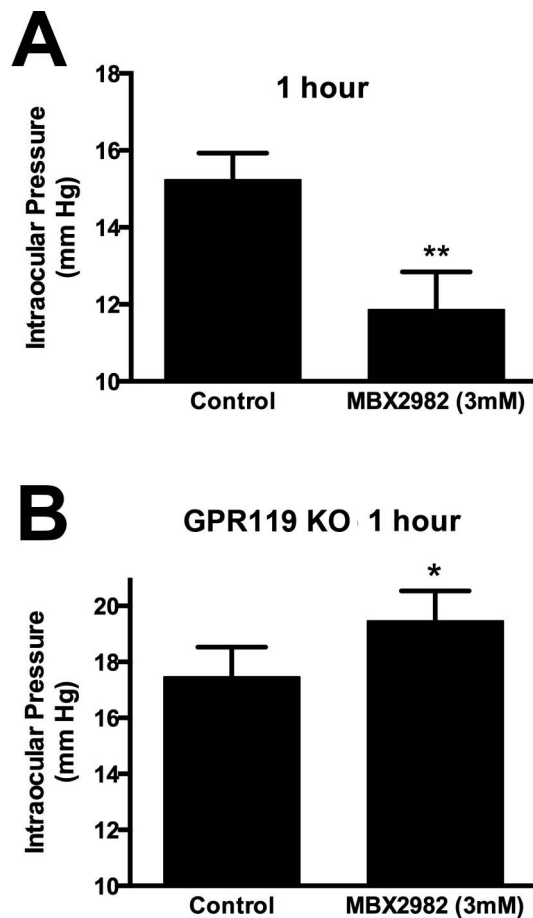 A
1 hour
Intraocular Pressure
(mm Hg)
18
16
14
12
10
**
Control
MBX2982 (3mM)
B
GPR119 KO 1 hour
Intraocular Pressure
(mm Hg)
20
18
16
14
12
10
*
Control
MBX2982 (3mM)